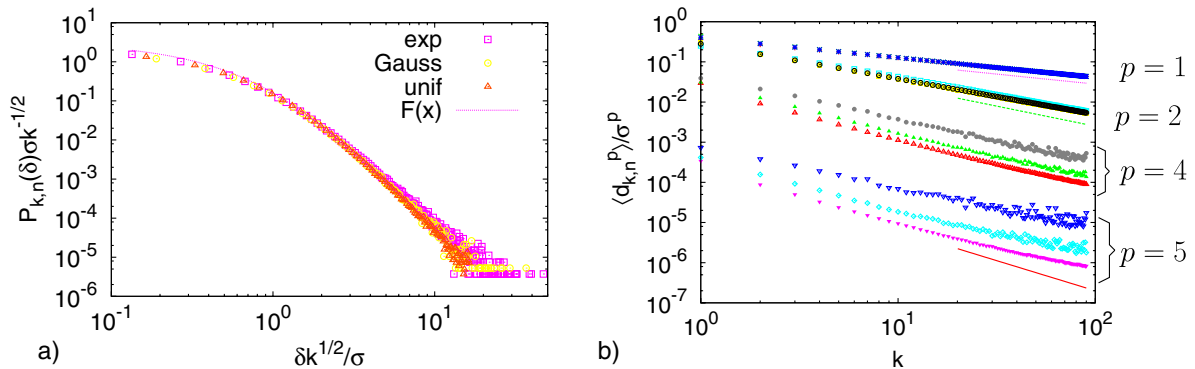 10^1
10^0
10^-1
10^-2
10^-3
10^-4
10^-5
10^-6
P_{k,n}(δ)σk^{-1/2}
exp
Gauss
unif
F(x)
10^-1
10^0
10^1
δk^{1/2}/σ
a)
10^0
10^-1
10^-2
10^-3
10^-4
10^-5
10^-6
10^-7
⟨d_{k,n}^p⟩/σ^p
p = 1
p = 2
p = 4
p = 5
10^0
10^1
10^2
k
b)